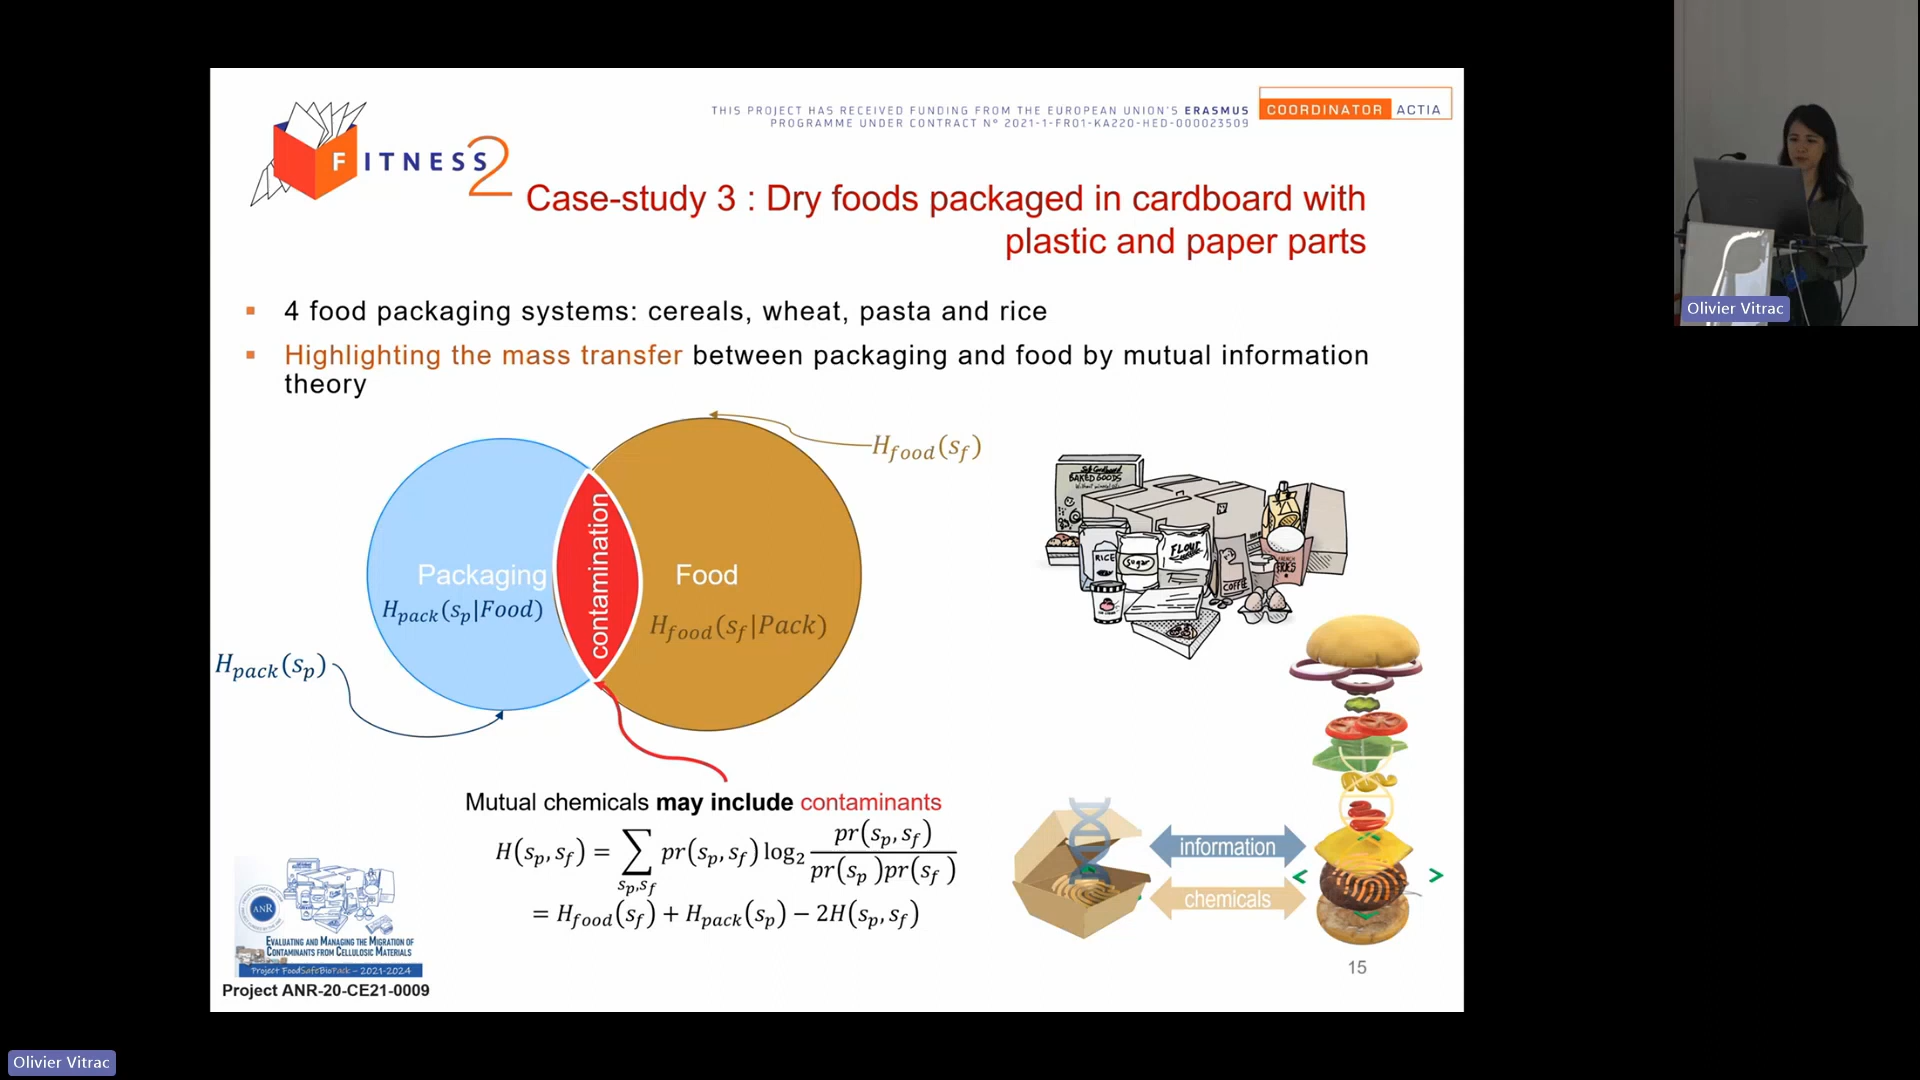 THIS PROJECT HAS RECEIVED FUNDING FROM THE EUROPEAN UNION'S ERASMUS
PROGRAMME UNDER CONTRACT N° 2021-1-FR01-KA220-HED-000023509
COORDINATOR ACTIA
FITNESS 2
Case-study 3 : Dry foods packaged in cardboard with
plastic and paper parts
Olivier Vitrac
▪ 4 food packaging systems: cereals, wheat, pasta and rice
▪ Highlighting the mass transfer between packaging and food by mutual information
theory
H_food(s_f)
Packaging
H_pack(s_p|Food)
contamination
Food
H_food(s_f|Pack)
H_pack(s_p)
BAKED GOODS
RICE
Sugar
FLOUR
COFFEE
FRIES
Mutual chemicals may include contaminants
H(s_p, s_f) = ∑_{s_p,s_f} pr(s_p, s_f) log_2 pr(s_p, s_f) / pr(s_p)pr(s_f)
= H_food(s_f) + H_pack(s_p) − 2H(s_p, s_f)
information
chemicals
ANR
EVALUATING AND MANAGING THE MIGRATION OF
CONTAMINANTS FROM CELLULOSIC MATERIALS
Project FoodSafeBioPack – 2021-2024
Project ANR-20-CE21-0009
15
Olivier Vitrac